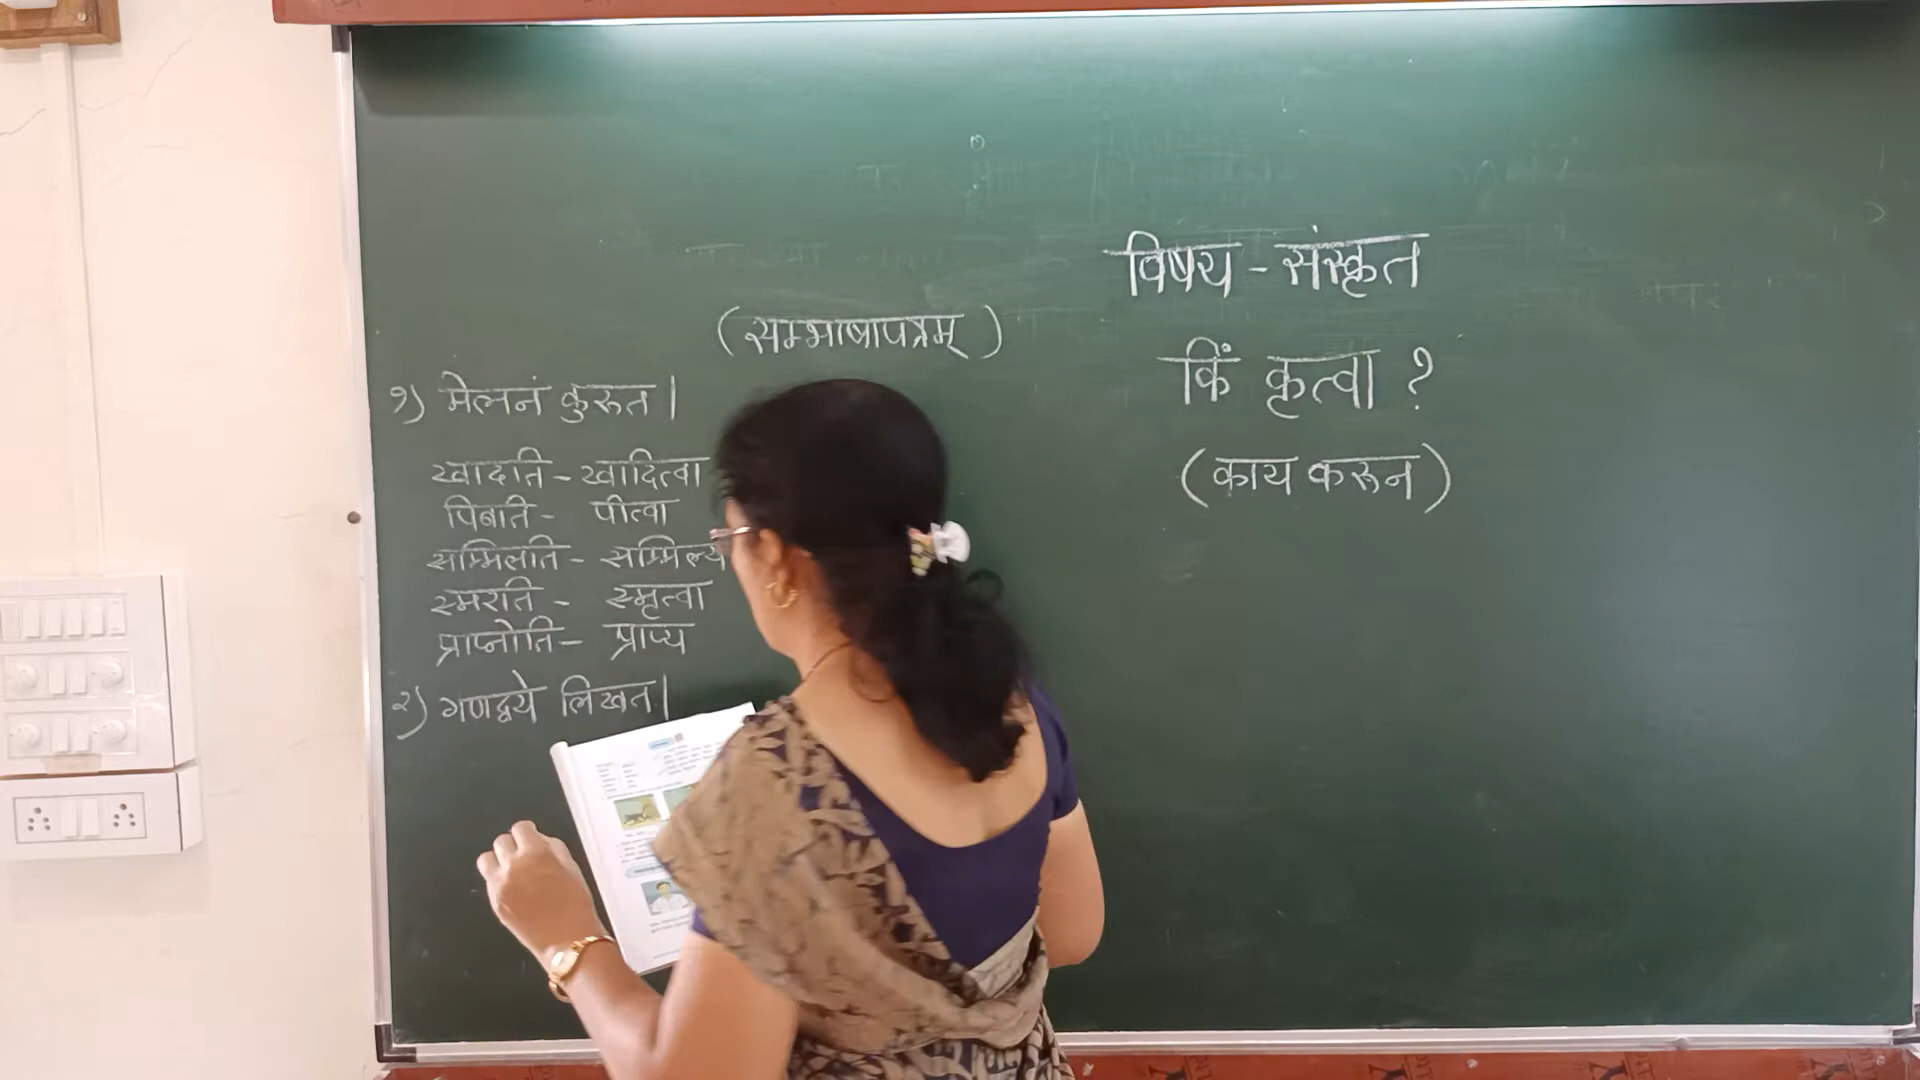 विषय - संस्कृत
किं कृत्वा ?
(काय करून)
(सम्भाषापत्रम्)
१) मेलनं कुरुत।
खादति - खादित्वा
पिबति - पीत्वा
सम्मिलति - सम्मिल्य
स्मरति - स्मृत्वा
प्राप्नोति - प्राप्य
२) गणद्वये लिखत।